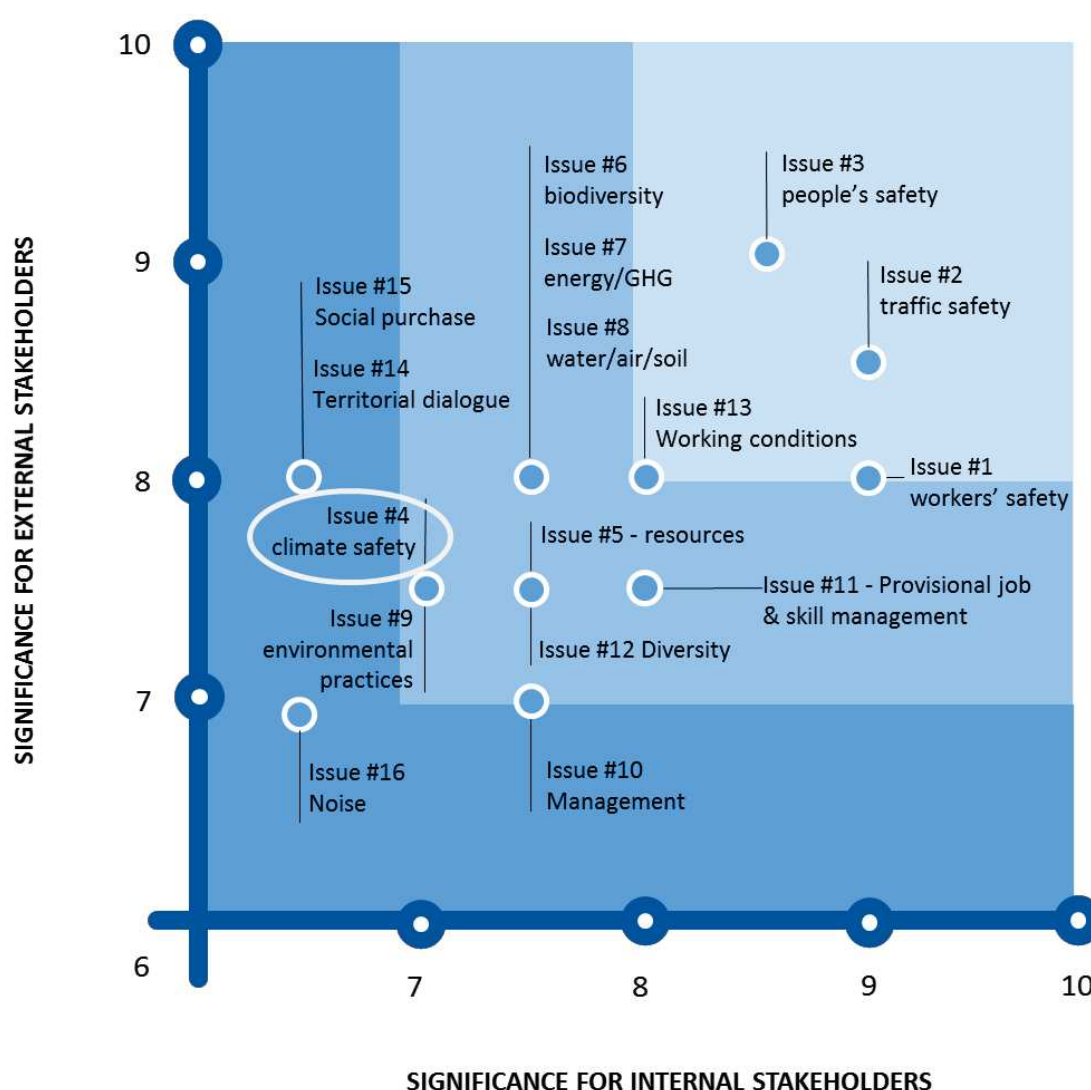 10
9
8
7
6
7
8
9
10
SIGNIFICANCE FOR EXTERNAL STAKEHOLDERS
SIGNIFICANCE FOR INTERNAL STAKEHOLDERS
Issue #6
biodiversity
Issue #7
energy/GHG
Issue #8
water/air/soil
Issue #3
people’s safety
Issue #2
traffic safety
Issue #15
Social purchase
Issue #14
Territorial dialogue
Issue #13
Working conditions
Issue #1
workers’ safety
Issue #4
climate safety
Issue #5 - resources
Issue #11 - Provisional job
& skill management
Issue #9
environmental
practices
Issue #12 Diversity
Issue #16
Noise
Issue #10
Management